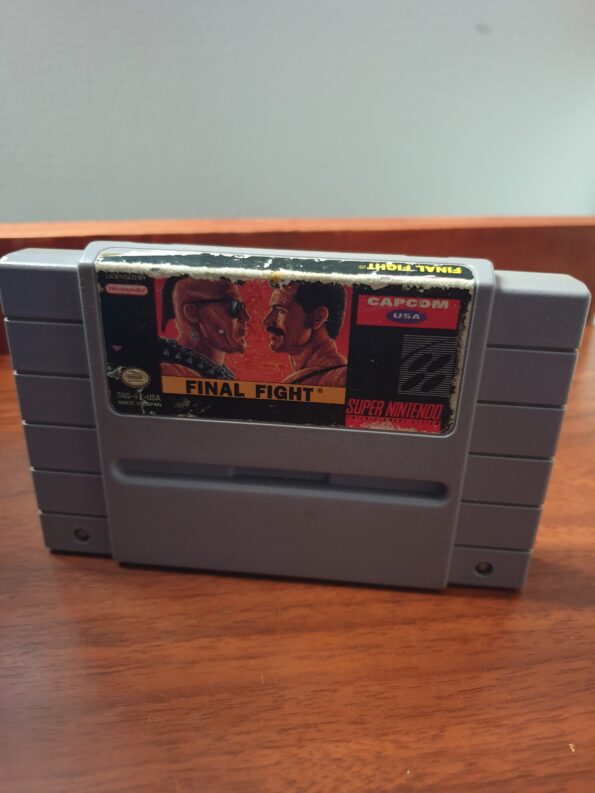 FINAL FIGHT®
LICENSED BY
Nintendo
CAPCOM
USA
FINAL FIGHT®
SNS-FT-USA
MADE IN JAPAN
SUPER NINTENDO